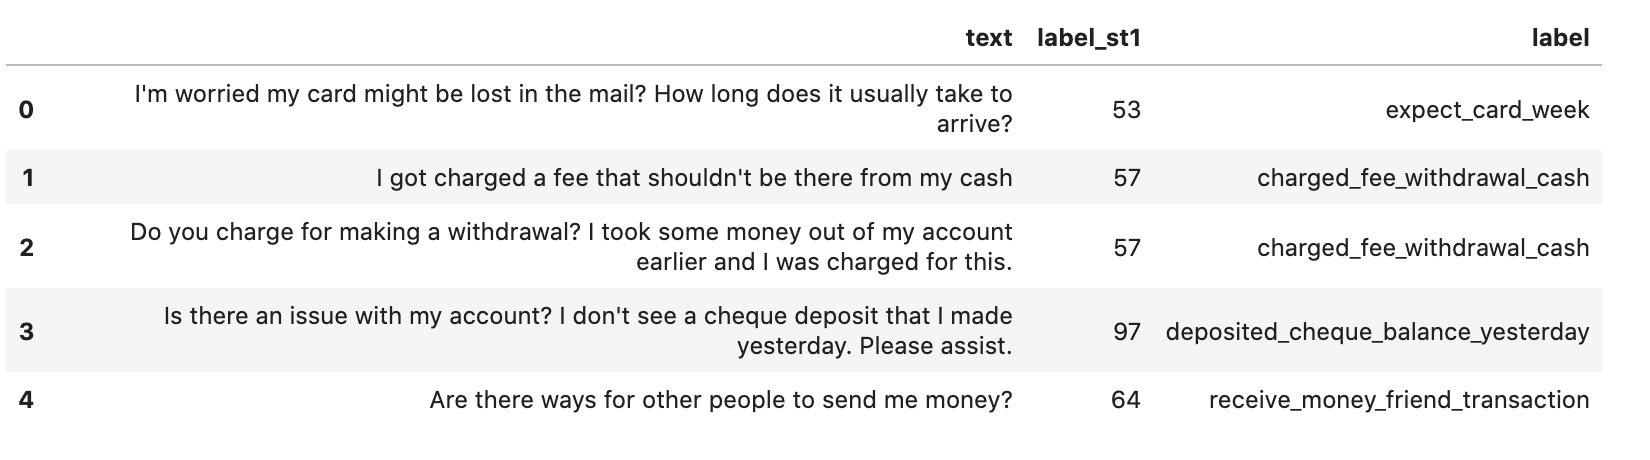 text label_st1 label
0 I'm worried my card might be lost in the mail? How long does it usually take to arrive? 53 expect_card_week
1 I got charged a fee that shouldn't be there from my cash 57 charged_fee_withdrawal_cash
2 Do you charge for making a withdrawal? I took some money out of my account earlier and I was charged for this. 57 charged_fee_withdrawal_cash
3 Is there an issue with my account? I don't see a cheque deposit that I made yesterday. Please assist. 97 deposited_cheque_balance_yesterday
4 Are there ways for other people to send me money? 64 receive_money_friend_transaction